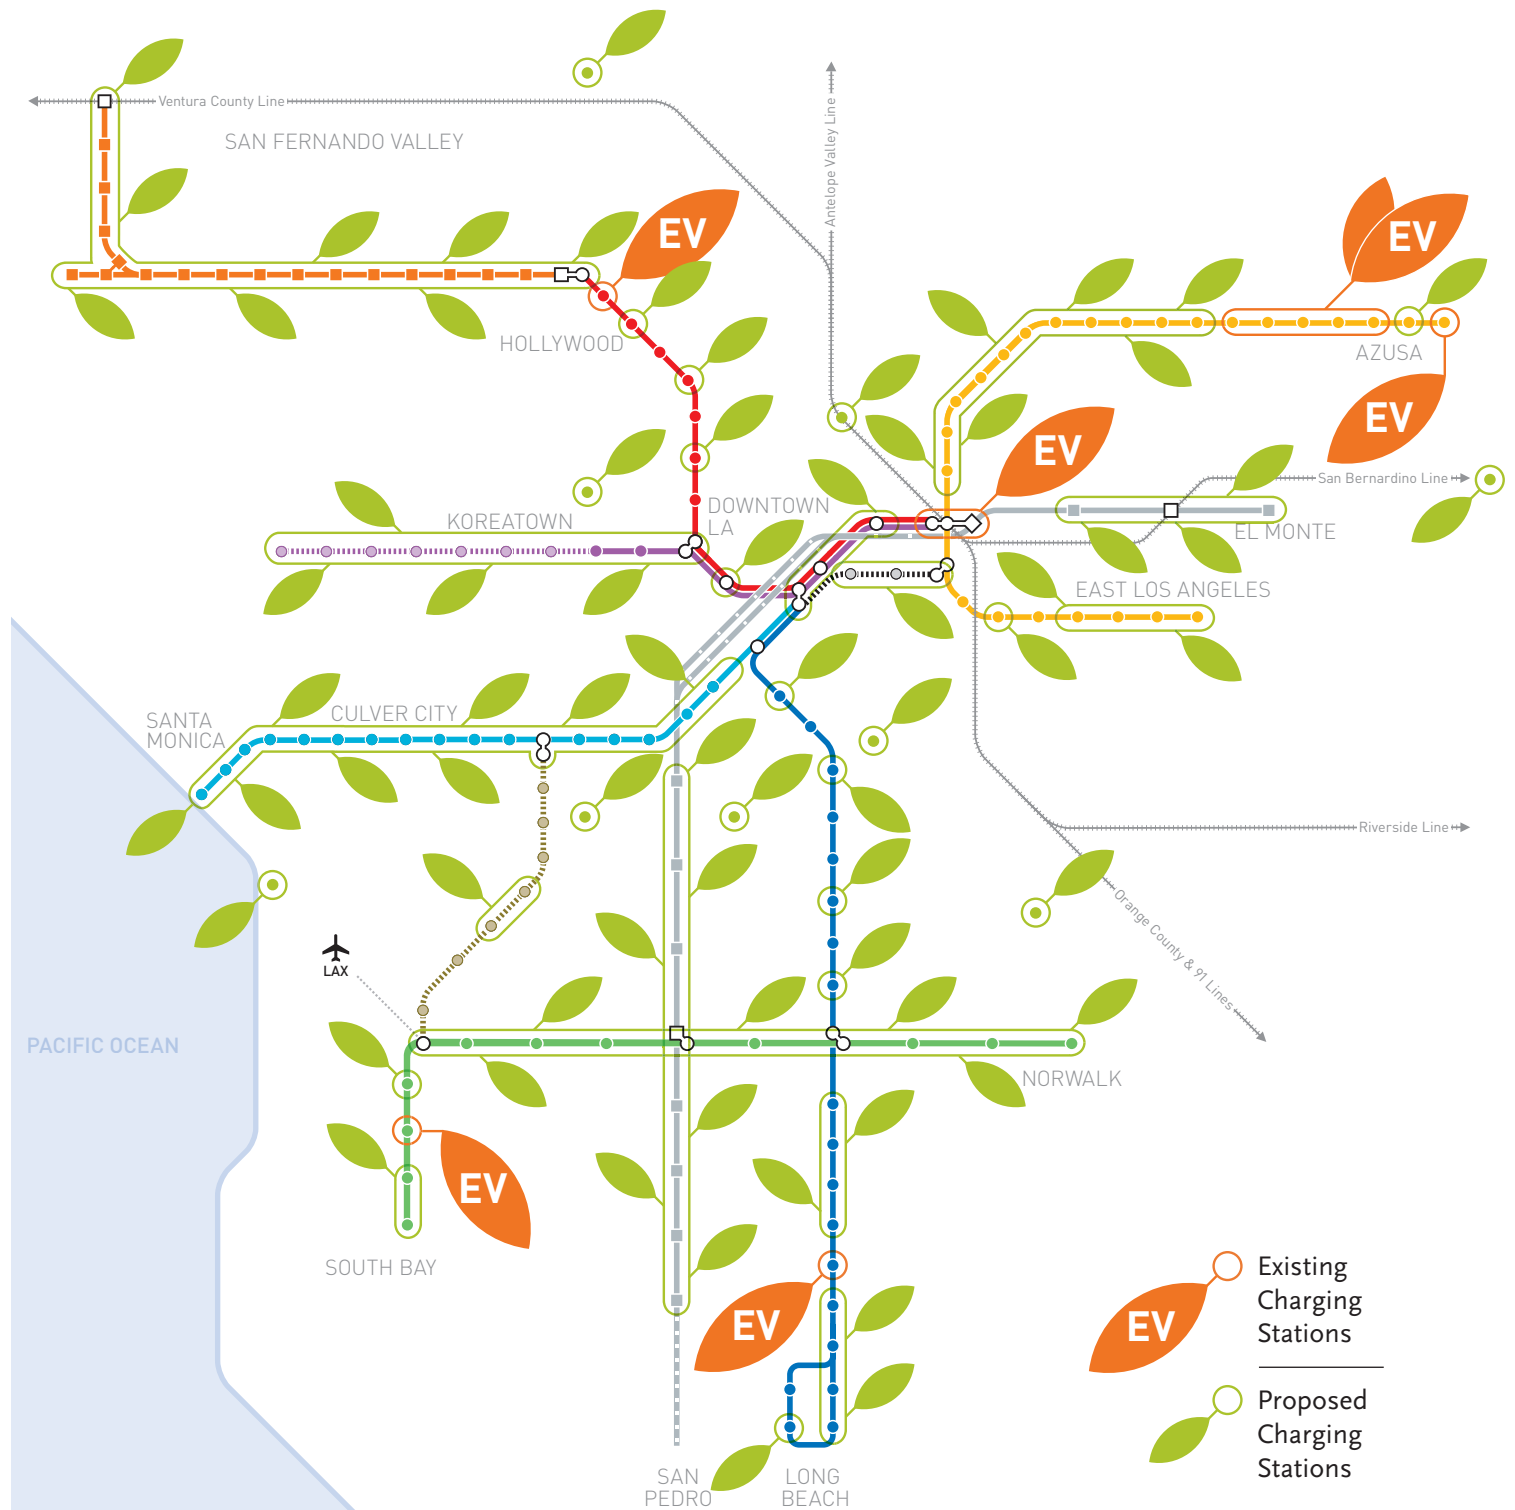 Ventura County Line
SAN FERNANDO VALLEY
Antelope Valley Line
EV
EV
HOLLYWOOD
AZUSA
EV
EV
San Bernardino Line
DOWNTOWN
LA
KOREATOWN
EL MONTE
EAST LOS ANGELES
SANTA
MONICA
CULVER CITY
Riverside Line
Orange County & 91 Lines
LAX
PACIFIC OCEAN
NORWALK
EV
SOUTH BAY
EV
SAN
PEDRO
LONG
BEACH
EV
Existing
Charging
Stations
Proposed
Charging
Stations